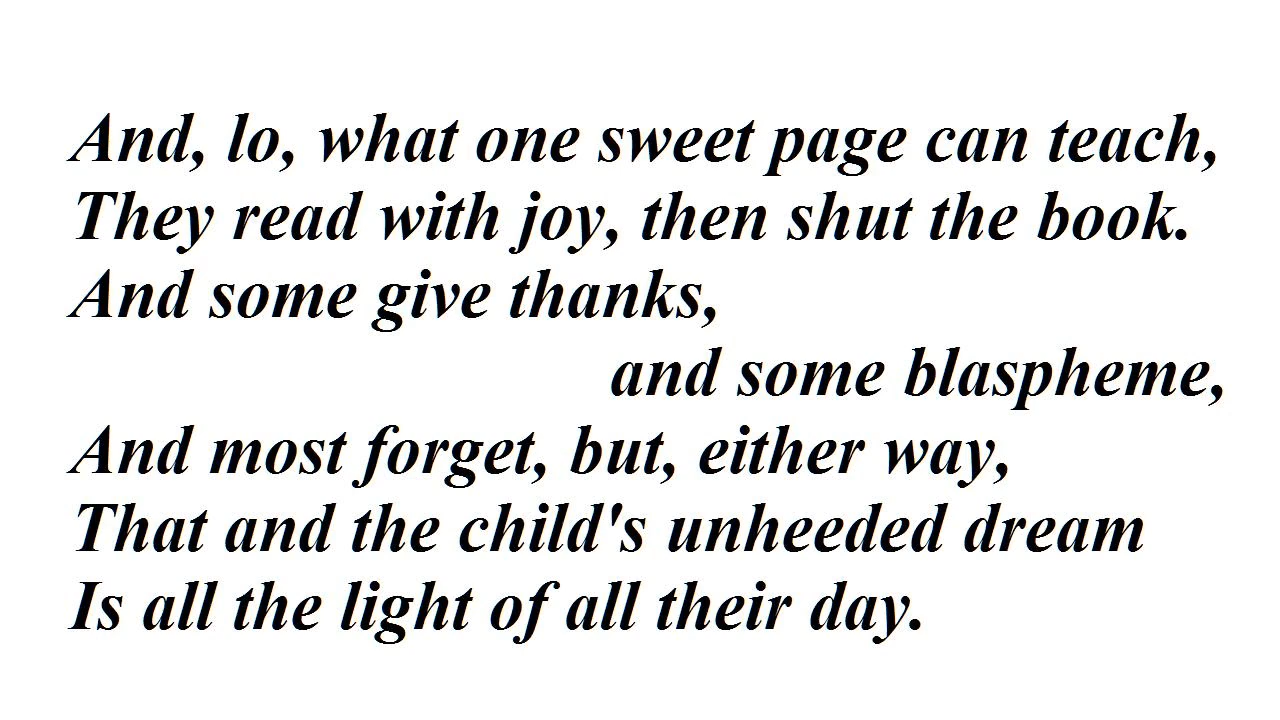 And, lo, what one sweet page can teach,
They read with joy, then shut the book.
And some give thanks,
and some blaspheme,
And most forget, but, either way,
That and the child's unheeded dream
Is all the light of all their day.